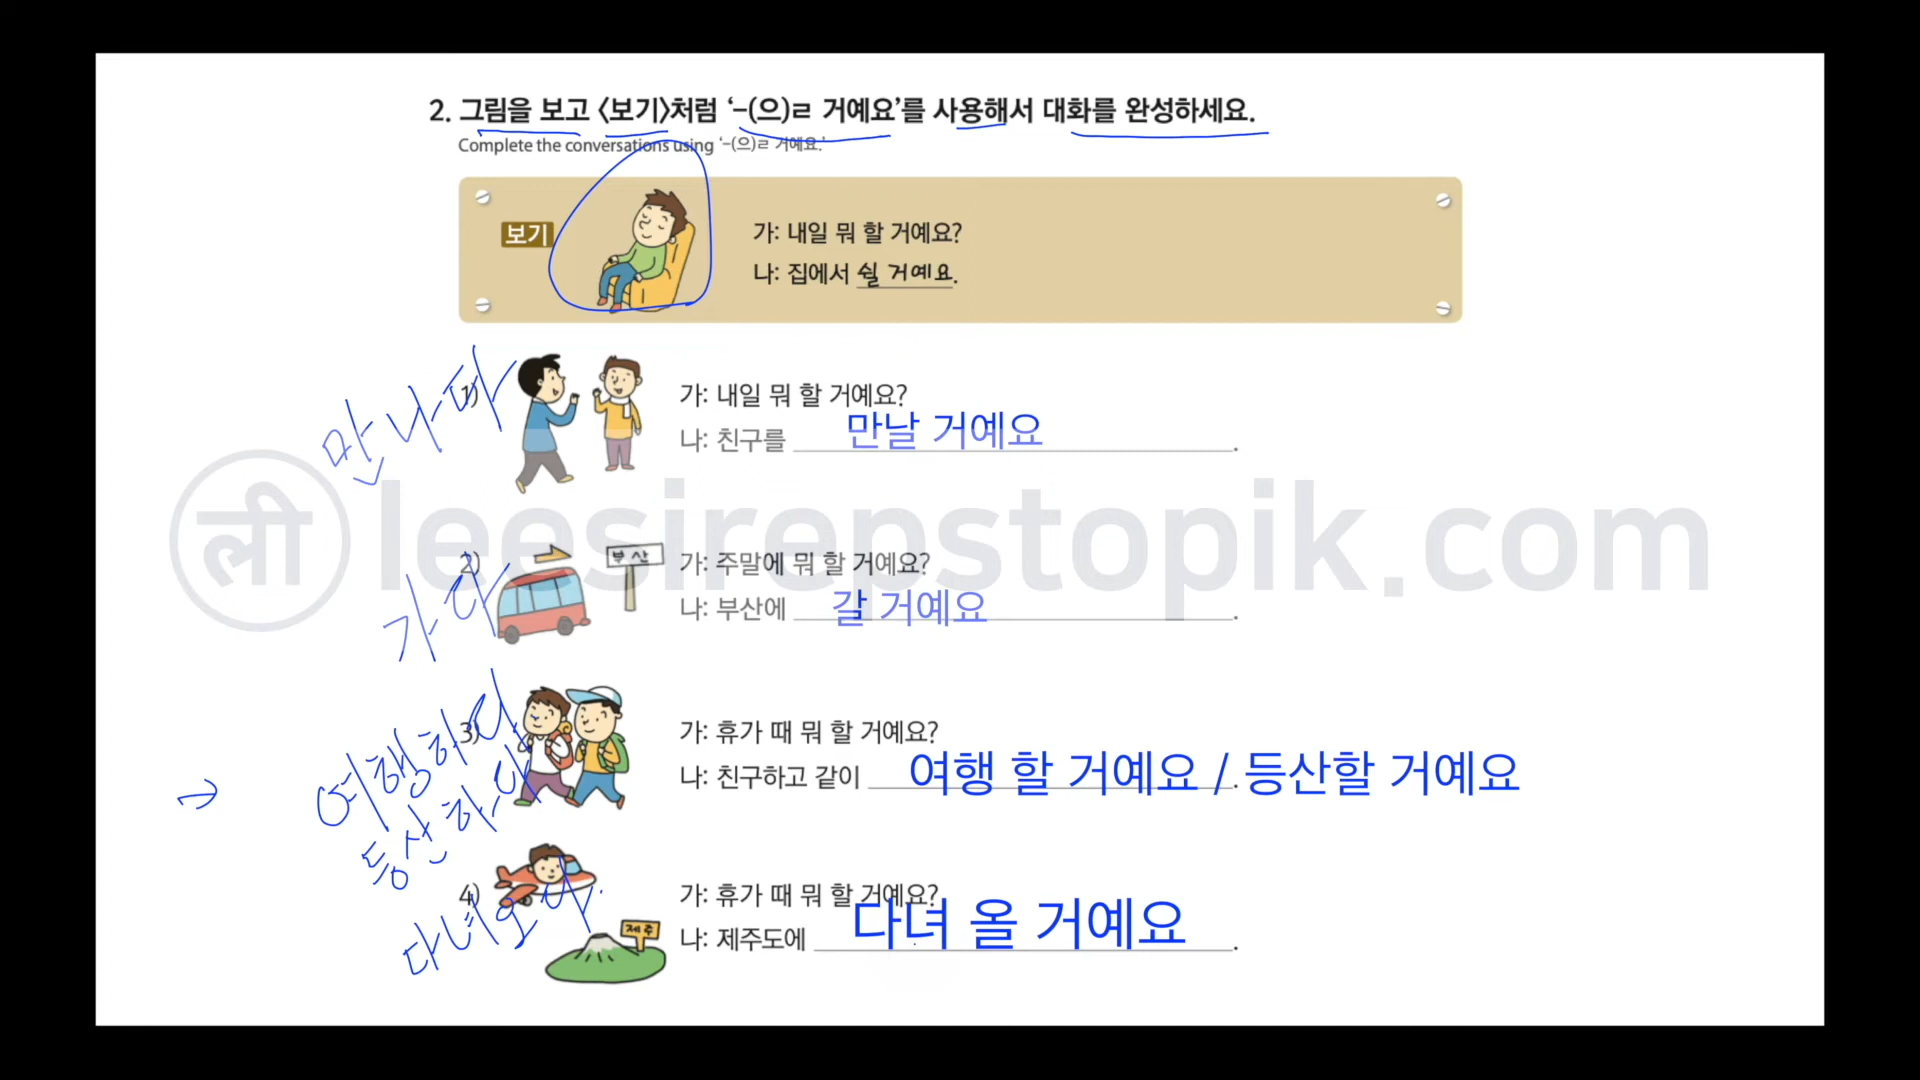 2. 그림을 보고 <보기>처럼 '-(으)ㄹ 거예요'를 사용해서 대화를 완성하세요.
Complete the conversations using '-(으)ㄹ 거예요.'
보기
가: 내일 뭐 할 거예요?
나: 집에서 쉴 거예요.
만나다
1)
가: 내일 뭐 할 거예요?
나: 친구를 만날 거예요.
ली leesirepstopik.com
가다
2)
부산
가: 주말에 뭐 할 거예요?
나: 부산에 갈 거예요.
여행하다
등산하다
3)
가: 휴가 때 뭐 할 거예요?
나: 친구하고 같이 여행 할 거예요 / 등산할 거예요.
다녀오다.
4)
제주
가: 휴가 때 뭐 할 거예요?
나: 제주도에 다녀 올 거예요.